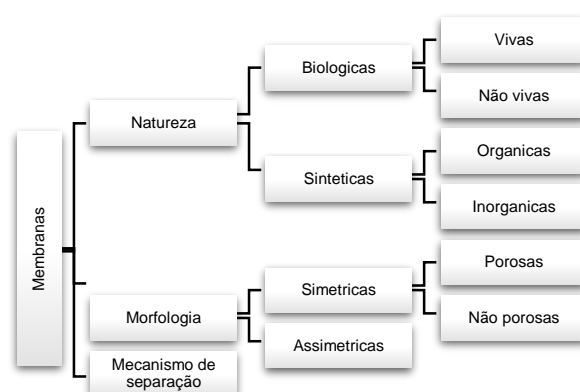 Membranas
Natureza
Biologicas
Vivas
Não vivas
Sinteticas
Organicas
Inorganicas
Morfologia
Simetricas
Porosas
Não porosas
Assimetricas
Mecanismo de
separação